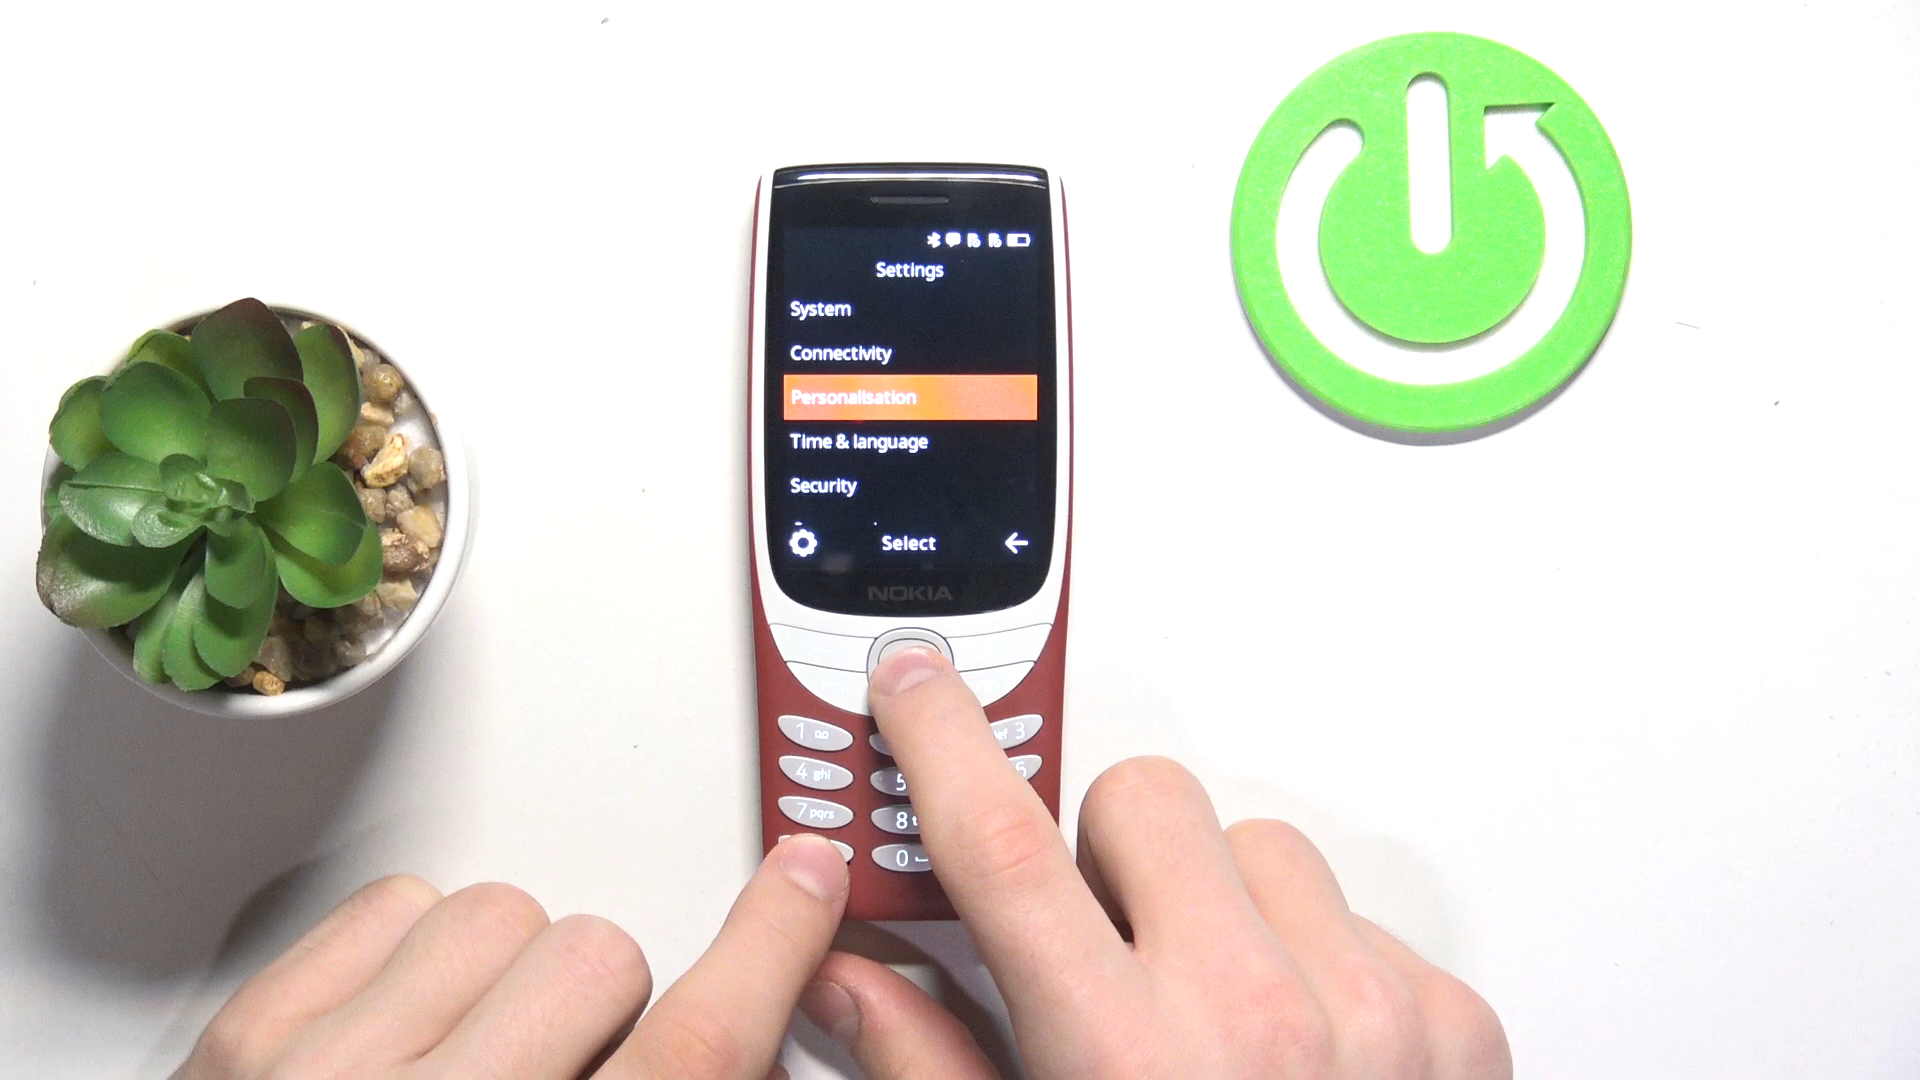 Settings
System
Connectivity
Personalisation
Time & language
Security
Select
NOKIA
1
3
4 ghi
5
7 pqrs
8 t
0